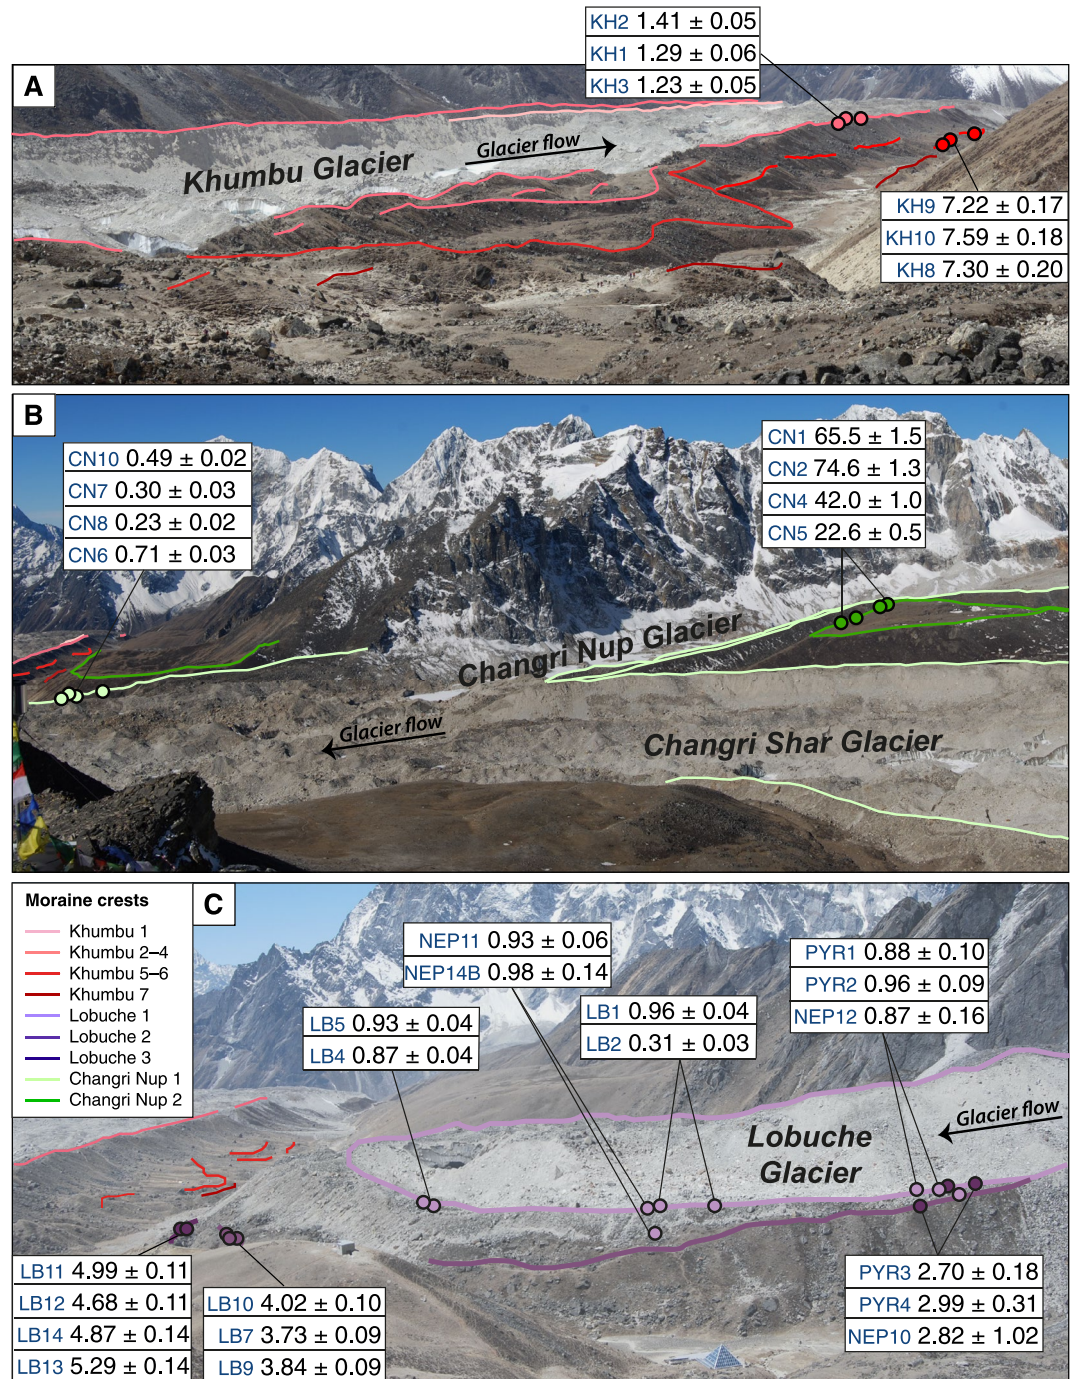 KH2 1.41 ± 0.05
KH1 1.29 ± 0.06
KH3 1.23 ± 0.05
A
Khumbu Glacier
Glacier flow
KH9 7.22 ± 0.17
KH10 7.59 ± 0.18
KH8 7.30 ± 0.20
B
CN10 0.49 ± 0.02
CN7 0.30 ± 0.03
CN8 0.23 ± 0.02
CN6 0.71 ± 0.03
CN1 65.5 ± 1.5
CN2 74.6 ± 1.3
CN4 42.0 ± 1.0
CN5 22.6 ± 0.5
Changri Nup Glacier
Glacier flow
Changri Shar Glacier
Moraine crests
Khumbu 1
Khumbu 2–4
Khumbu 5–6
Khumbu 7
Lobuche 1
Lobuche 2
Lobuche 3
Changri Nup 1
Changri Nup 2
C
NEP11 0.93 ± 0.06
NEP14B 0.98 ± 0.14
PYR1 0.88 ± 0.10
PYR2 0.96 ± 0.09
NEP12 0.87 ± 0.16
LB5 0.93 ± 0.04
LB4 0.87 ± 0.04
LB1 0.96 ± 0.04
LB2 0.31 ± 0.03
Glacier flow
Lobuche
Glacier
LB11 4.99 ± 0.11
LB12 4.68 ± 0.11
LB14 4.87 ± 0.14
LB13 5.29 ± 0.14
LB10 4.02 ± 0.10
LB7 3.73 ± 0.09
LB9 3.84 ± 0.09
PYR3 2.70 ± 0.18
PYR4 2.99 ± 0.31
NEP10 2.82 ± 1.02